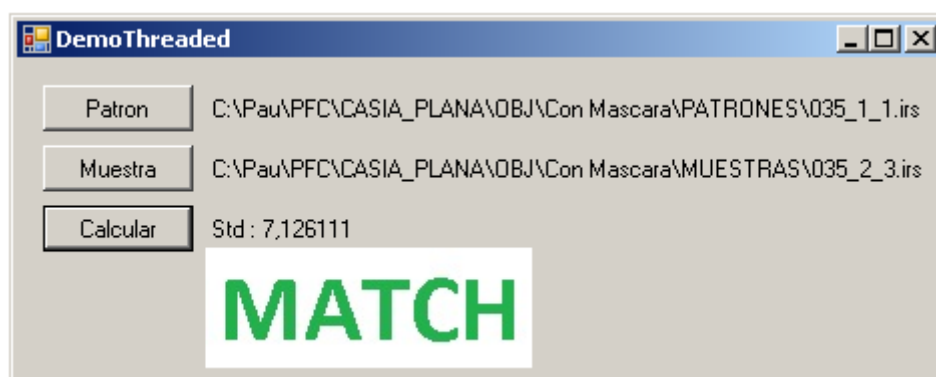 DemoThreaded
Patron C:\Pau\PFC\CASIA_PLANA\OBJ\Con Mascara\PATRONES\035_1_1.irs
Muestra C:\Pau\PFC\CASIA_PLANA\OBJ\Con Mascara\MUESTRAS\035_2_3.irs
Calcular Std : 7,126111
MATCH